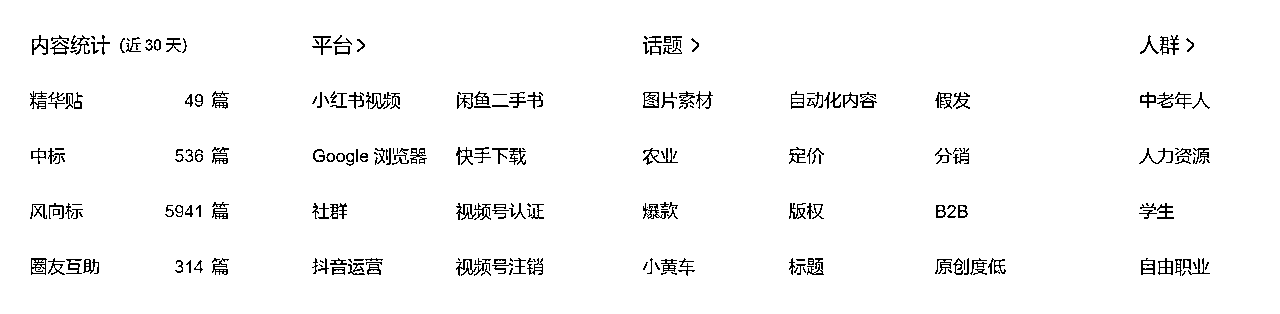 内容统计 (近 30 天) 平台 > 话题 > 人群 >
精华贴 49 篇 小红书视频 闲鱼二手书 图片素材 自动化内容 假发 中老年人
中标 536 篇 Google 浏览器 快手下载 农业 定价 分销 人力资源
风向标 5941 篇 社群 视频号认证 爆款 版权 B2B 学生
圈友互助 314 篇 抖音运营 视频号注销 小黄车 标题 原创度低 自由职业